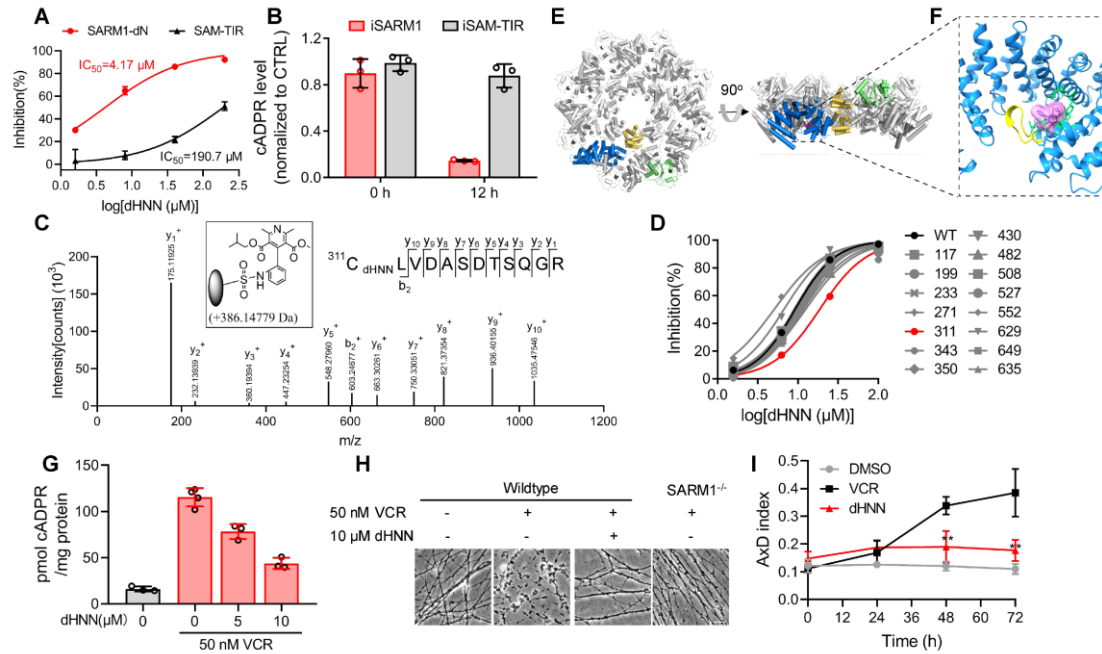 A
SARM1-dN
SAM-TIR
IC50=4.17μM
IC50=190.7 μM
Inhibition(%)
100
80
60
40
20
0
0.0 0.5 1.0 1.5 2.0 2.5
log[dHNN (μM)]
B
iSARM1 iSAM-TIR
cADPR level
(normalized to CTRL)
1.2
0.8
0.4
0.0
0 h 12 h
E
90°
F
C
Intensity[counts] (10³)
200
150
100
50
0
0 200 400 600 800 1000 1200
m/z
y1+
175.11925
y2+
232.13939
y3+
360.19394
y4+
447.23254
y5+
548.27960
b2+
603.24677
y6+
663.30261
y7+
750.33051
y8+
821.37354
y9+
936.40155
y10+
1035.47546
N
O O
O O
O=S=O
N
H
(+386.14779 Da)
y10 y9 y8 y7 y6 y5 y4 y3 y2 y1
311C dHNN L V D A S D T S Q G R
b2
D
Inhibition(%)
100
80
60
40
20
0
0.0 0.5 1.0 1.5 2.0
log[dHNN (μM)]
WT 430
117 482
199 508
233 527
271 552
311 629
343 649
350 635
G
pmol cADPR
/mg protein
150
100
50
0
dHNN(μM) 0 0 5 10
50 nM VCR
H
Wildtype SARM1-/-
50 nM VCR - + + +
10 μM dHNN - - + -
I
DMSO
VCR
dHNN
AxD index
0.5
0.4
0.3
0.2
0.1
0.0
** **
0 12 24 36 48 60 72
Time (h)